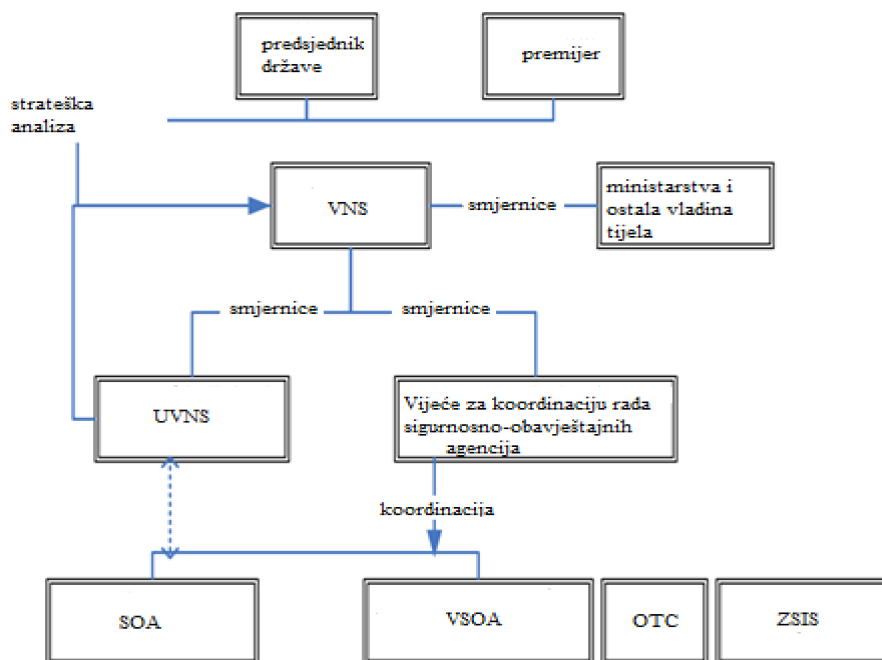 predsjednik
države
premijer
strateška
analiza
VNS
smjernice
ministarstva i
ostala vladina
tijela
smjernice
smjernice
UVNS
Vijeće za koordinaciju rada
sigurnosno-obavještajnih
agencija
koordinacija
SOA
VSOA
OTC
ZSIS